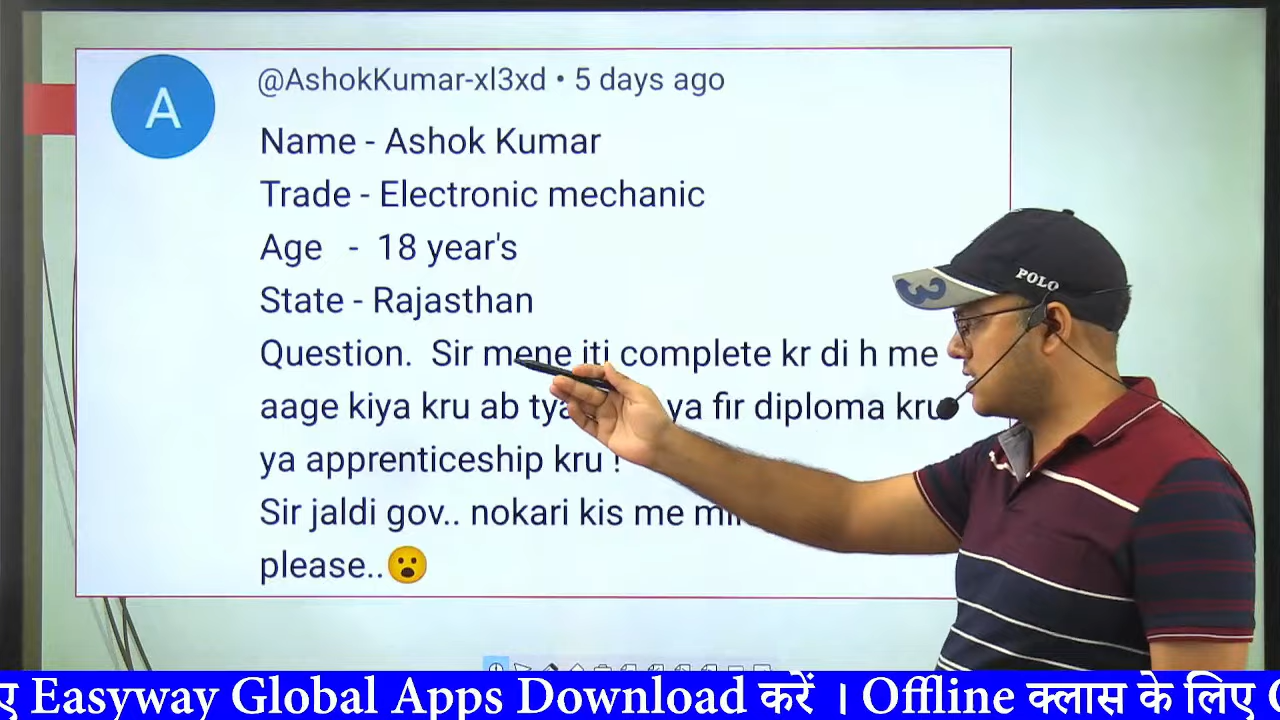 A
@AshokKumar-xl3xd • 5 days ago
Name - Ashok Kumar
Trade - Electronic mechanic
Age - 18 year's
State - Rajasthan
Question. Sir mene iti complete kr di h me
aage kiya kru ab ya fir diploma kru
ya apprenticeship kru !
Sir jaldi gov.. nokari kis me
please..😮
POLO
3
Easyway Global Apps Download करें । Offline क्लास के लिए